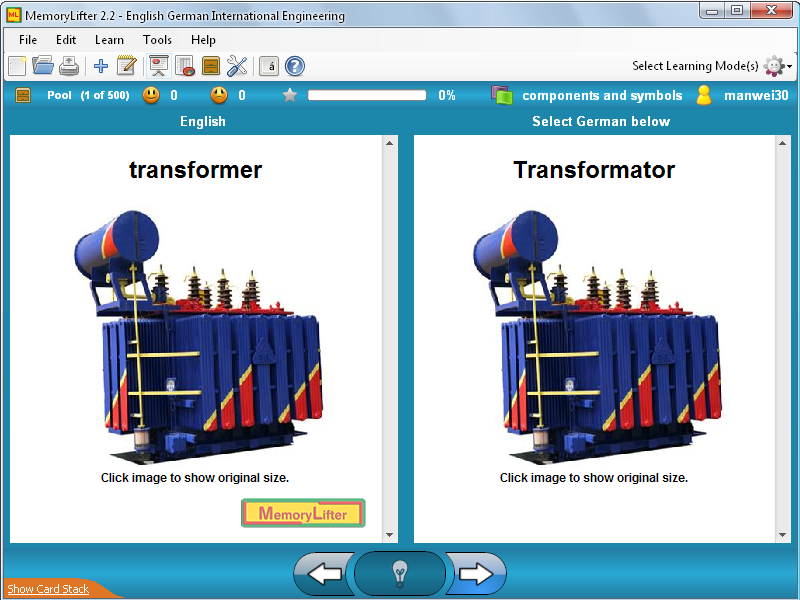 MemoryLifter 2.2 - English German International Engineering
File Edit Learn Tools Help
á ? Select Learning Mode(s)
Pool (1 of 500) 0 0 0% components and symbols manwei30
English Select German below
transformer Transformator
Click image to show original size. Click image to show original size.
MemoryLifter
Show Card Stack